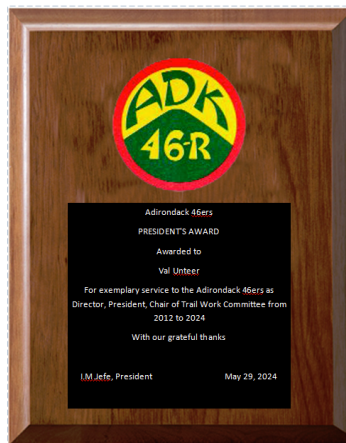 ADK
46-R
Adirondack 46ers
PRESIDENT'S AWARD
Awarded to
Val Unteer
For exemplary service to the Adirondack 46ers as
Director, President, Chair of Trail Work Committee from
2012 to 2024
With our grateful thanks
I.M.Jefe, President May 29, 2024